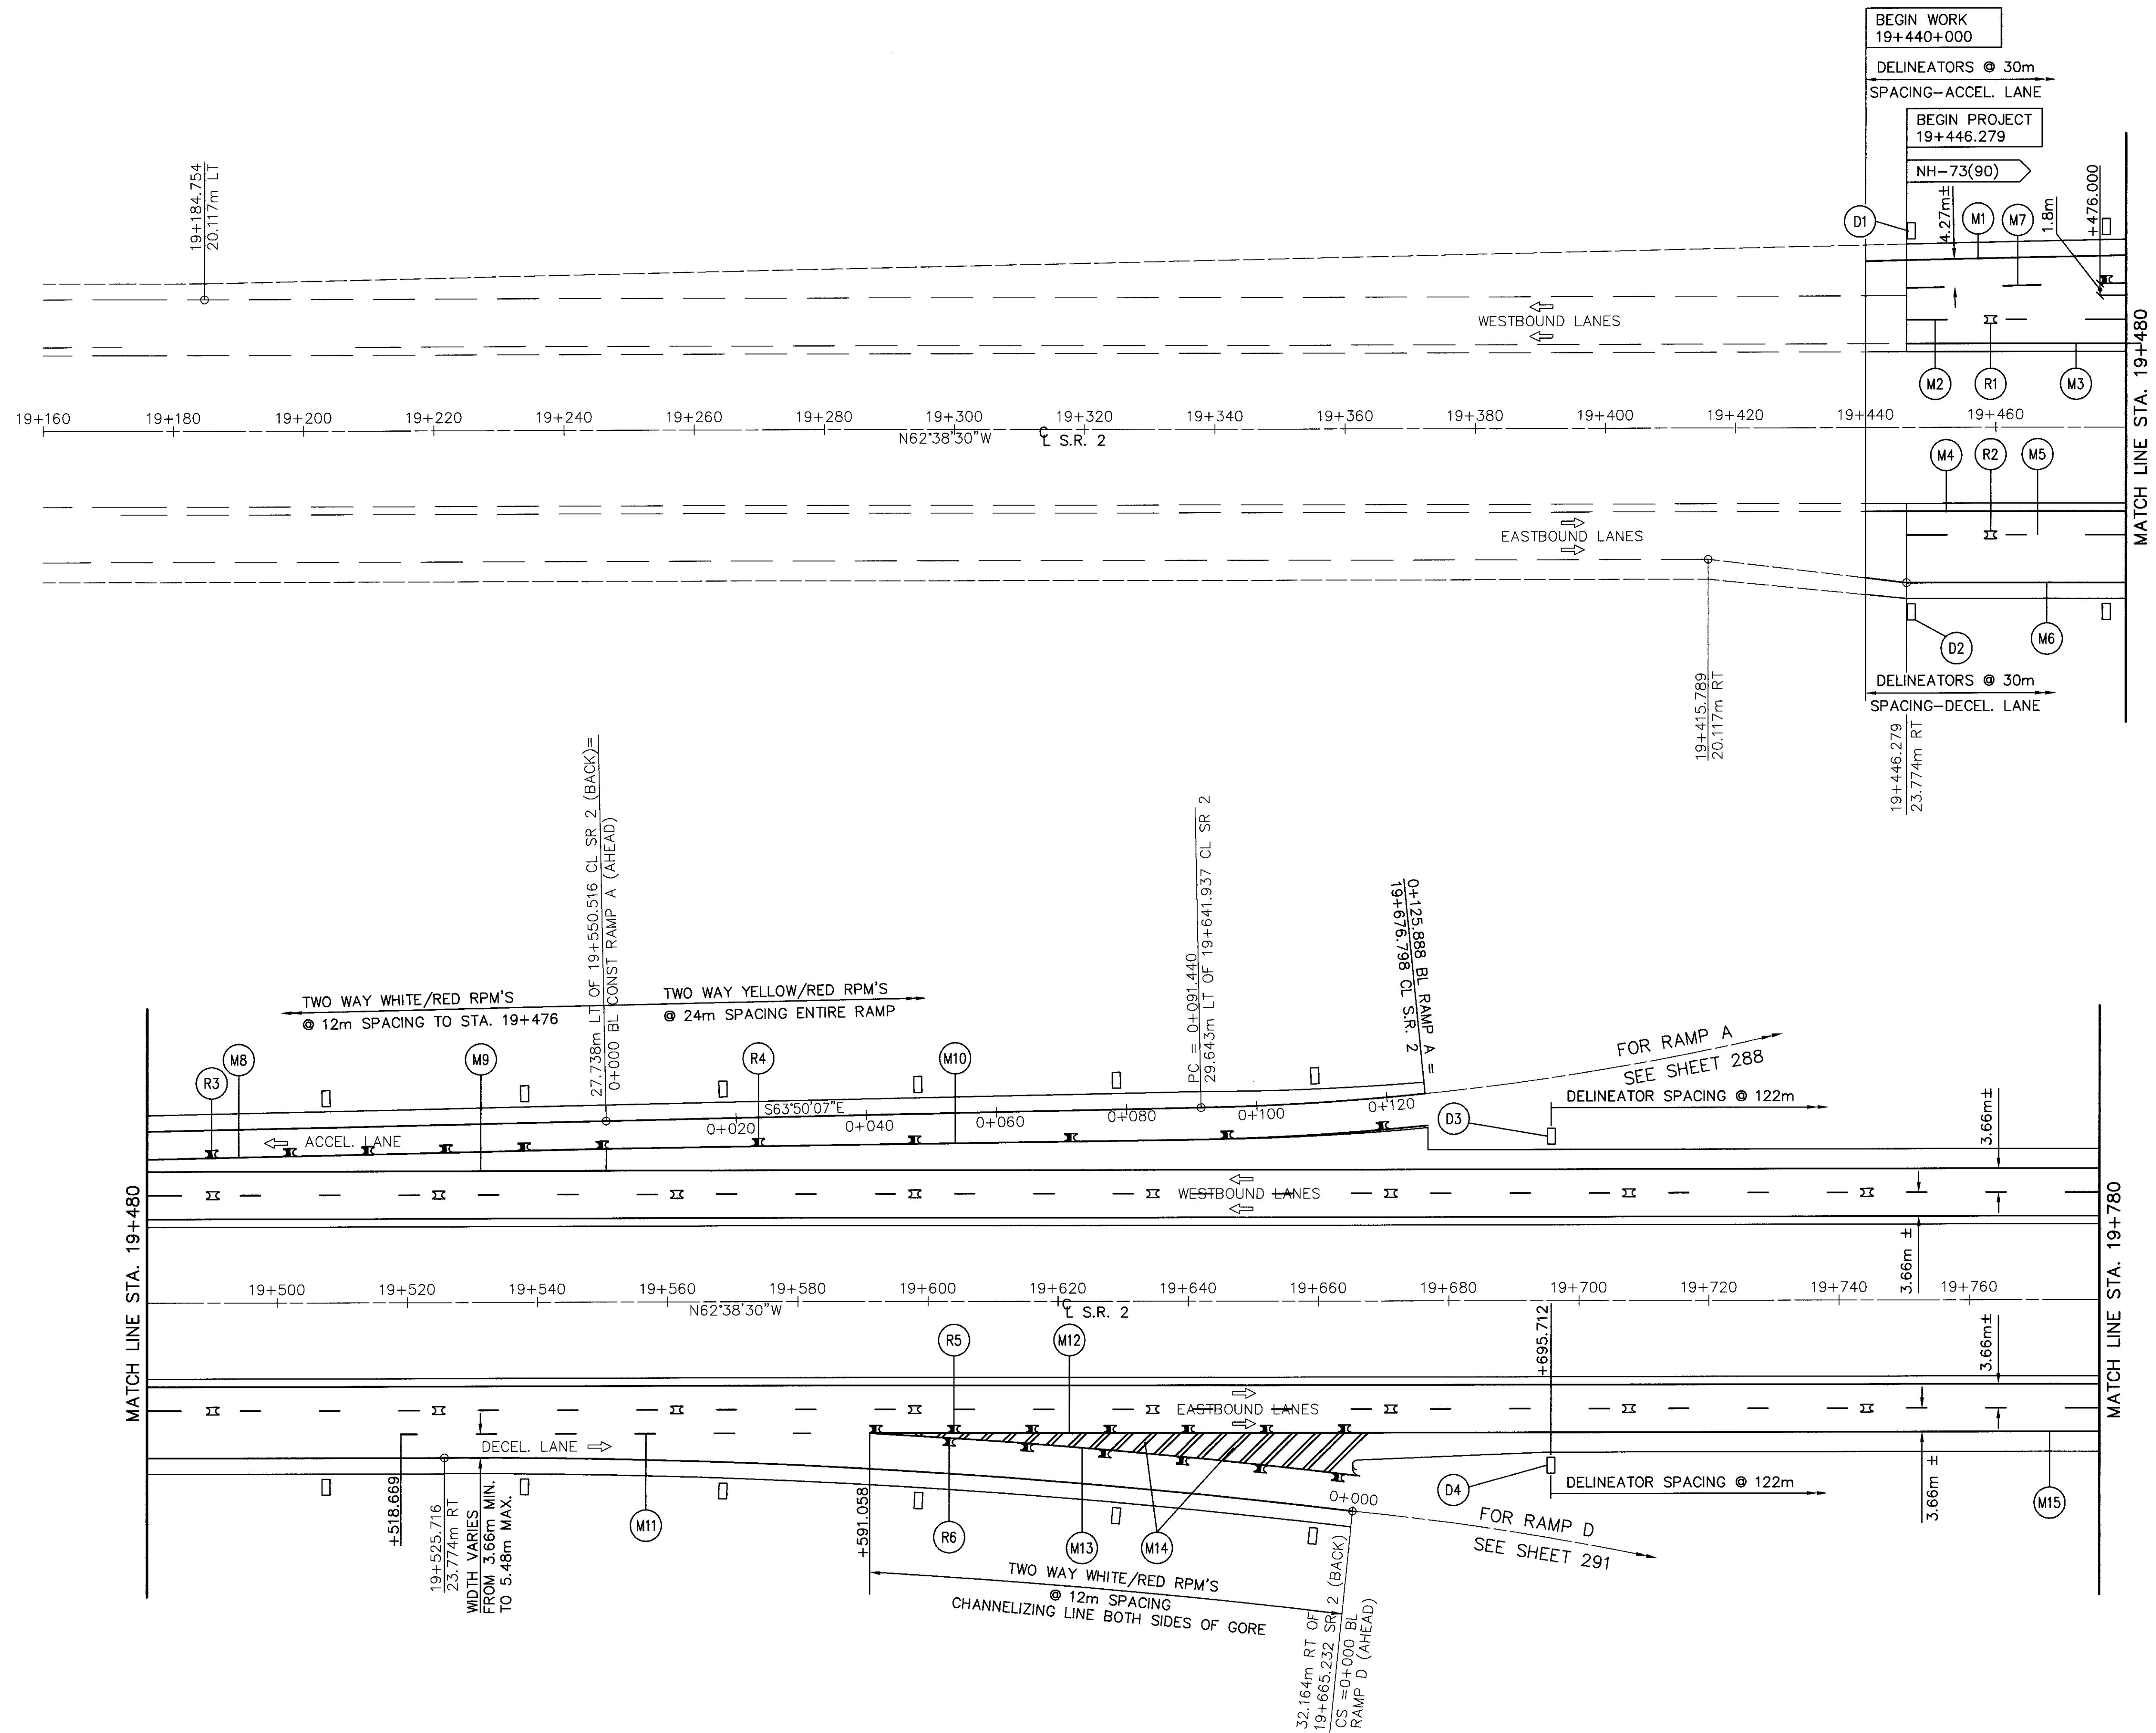 BEGIN WORK
19+440+000
DELINEATORS @ 30m
SPACING-ACCEL. LANE
BEGIN PROJECT
19+446.279
NH-73(90)
19+184.754
20.117m LT
D1
4.27m±
M1
M7
1.8m
+476.000
WESTBOUND LANES
M2
R1
M3
MATCH LINE STA. 19+480
19+160
19+180
19+200
19+220
19+240
19+260
19+280
19+300
19+320
19+340
19+360
19+380
19+400
19+420
19+440
19+460
N62°38'30"W
℄ S.R. 2
M4
R2
M5
EASTBOUND LANES
D2
M6
19+415.789
20.117m RT
DELINEATORS @ 30m
SPACING-DECEL. LANE
19+446.279
23.774m RT
27.738m LT OF 19+550.516 CL SR 2 (BACK)=
0+000 BL CONST RAMP A (AHEAD)
PC = 0+091.440
29.643m LT OF 19+641.937 CL SR 2
0+125.888 BL RAMP A =
19+676.798 CL S.R. 2
TWO WAY WHITE/RED RPM'S
@ 12m SPACING TO STA. 19+476
TWO WAY YELLOW/RED RPM'S
@ 24m SPACING ENTIRE RAMP
FOR RAMP A
SEE SHEET 288
R3
M8
M9
R4
M10
DELINEATOR SPACING @ 122m
D3
3.66m±
S63°50'07"E
0+020
0+040
0+060
0+080
0+100
0+120
ACCEL. LANE
WESTBOUND LANES
MATCH LINE STA. 19+480
MATCH LINE STA. 19+780
3.66m ±
19+500
19+520
19+540
19+560
19+580
19+600
19+620
19+640
19+660
19+680
19+700
19+720
19+740
19+760
N62°38'30"W
℄ S.R. 2
R5
M12
+695.712
3.66m±
EASTBOUND LANES
DECEL. LANE
+518.669
19+525.716
23.774m RT
WIDTH VARIES
FROM 3.66m MIN.
TO 5.48m MAX.
M11
+591.058
R6
M13
M14
0+000
D4
DELINEATOR SPACING @ 122m
3.66m ±
M15
FOR RAMP D
SEE SHEET 291
TWO WAY WHITE/RED RPM'S
@ 12m SPACING
CHANNELIZING LINE BOTH SIDES OF GORE
32.164m RT OF
19+665.232 SR 2 (BACK)
CS =0+000 BL
RAMP D (AHEAD)